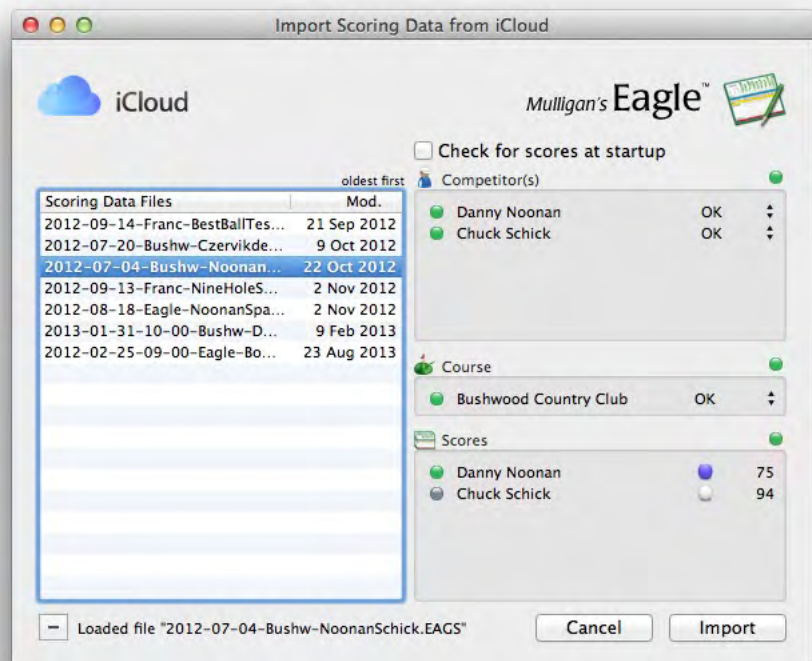 Import Scoring Data from iCloud
iCloud
Mulligan's Eagle™
Check for scores at startup
oldest first
Competitor(s)
Scoring Data Files Mod.
2012-09-14-Franc-BestBallTes... 21 Sep 2012
2012-07-20-Bushw-Czervikde... 9 Oct 2012
2012-07-04-Bushw-Noonan... 22 Oct 2012
2012-09-13-Franc-NineHoleS... 2 Nov 2012
2012-08-18-Eagle-NoonanSpa... 2 Nov 2012
2013-01-31-10-00-Bushw-D... 9 Feb 2013
2012-02-25-09-00-Eagle-Bo... 23 Aug 2013
Danny Noonan OK
Chuck Schick OK
Course
Bushwood Country Club OK
Scores
Danny Noonan 75
Chuck Schick 94
Loaded file "2012-07-04-Bushw-NoonanSchick.EAGS"
Cancel
Import